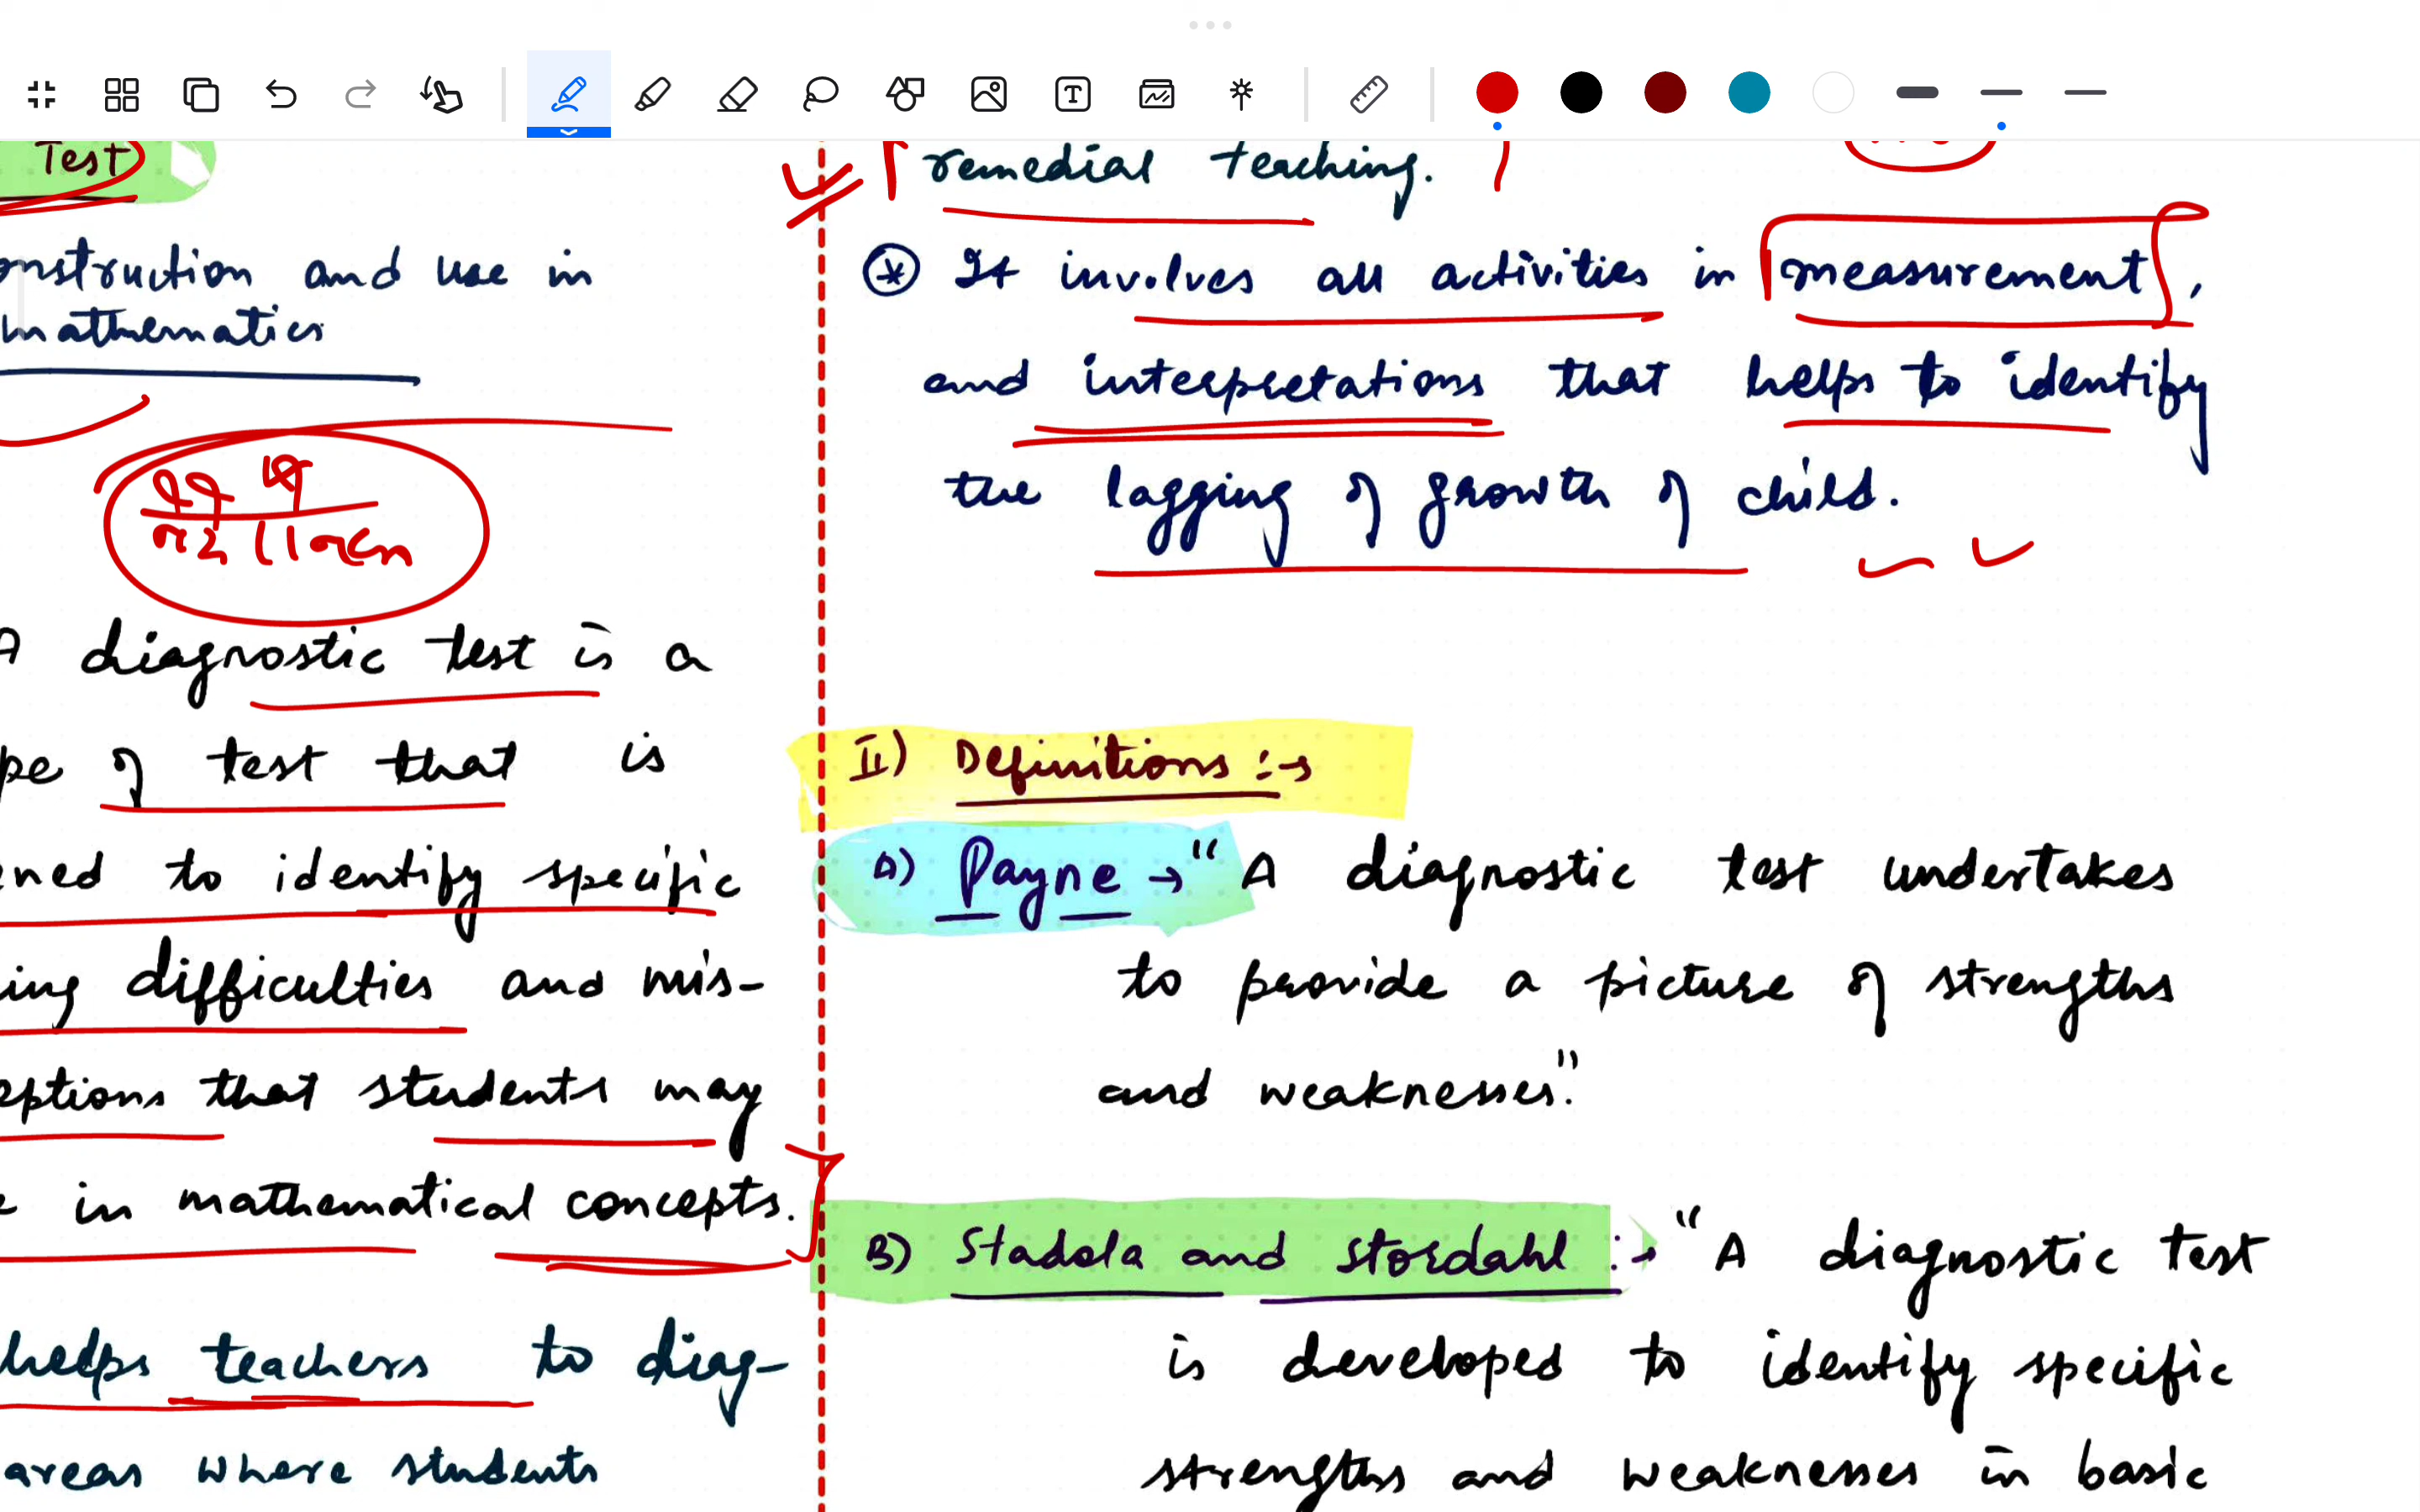 Test
onstruction and use in
mathematics
A diagnostic test is a
pe of test that is
ned to identify specific
ing difficulties and mis-
eptions that students may
e in mathematical concepts.
helps teachers to diag-
areas where students
remedial teaching.
It involves all activities in measurement,
and interpretations that helps to identify
the lagging of growth of child.
II) Definitions :→
A) Payne → "A diagnostic test undertakes
to provide a picture of strengths
and weaknesses."
B) Stadola and Stordahl :→ "A diagnostic test
is developed to identify specific
strengths and weaknesses in basic